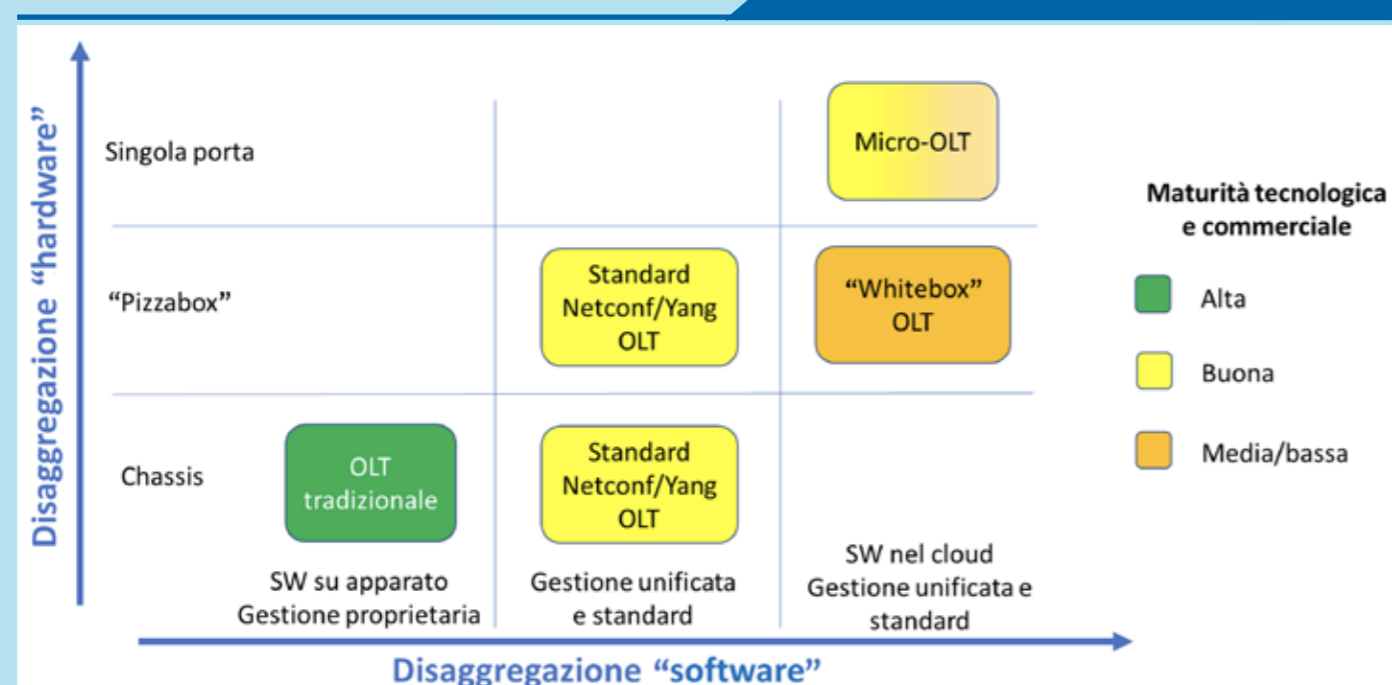 Disaggregazione “hardware”
Singola porta
Micro-OLT
“Pizzabox”
Standard
Netconf/Yang
OLT
“Whitebox”
OLT
Chassis
OLT
tradizionale
Standard
Netconf/Yang
OLT
SW su apparato
Gestione proprietaria
Gestione unificata
e standard
SW nel cloud
Gestione unificata e
standard
Disaggregazione “software”
Maturità tecnologica
e commerciale
Alta
Buona
Media/bassa